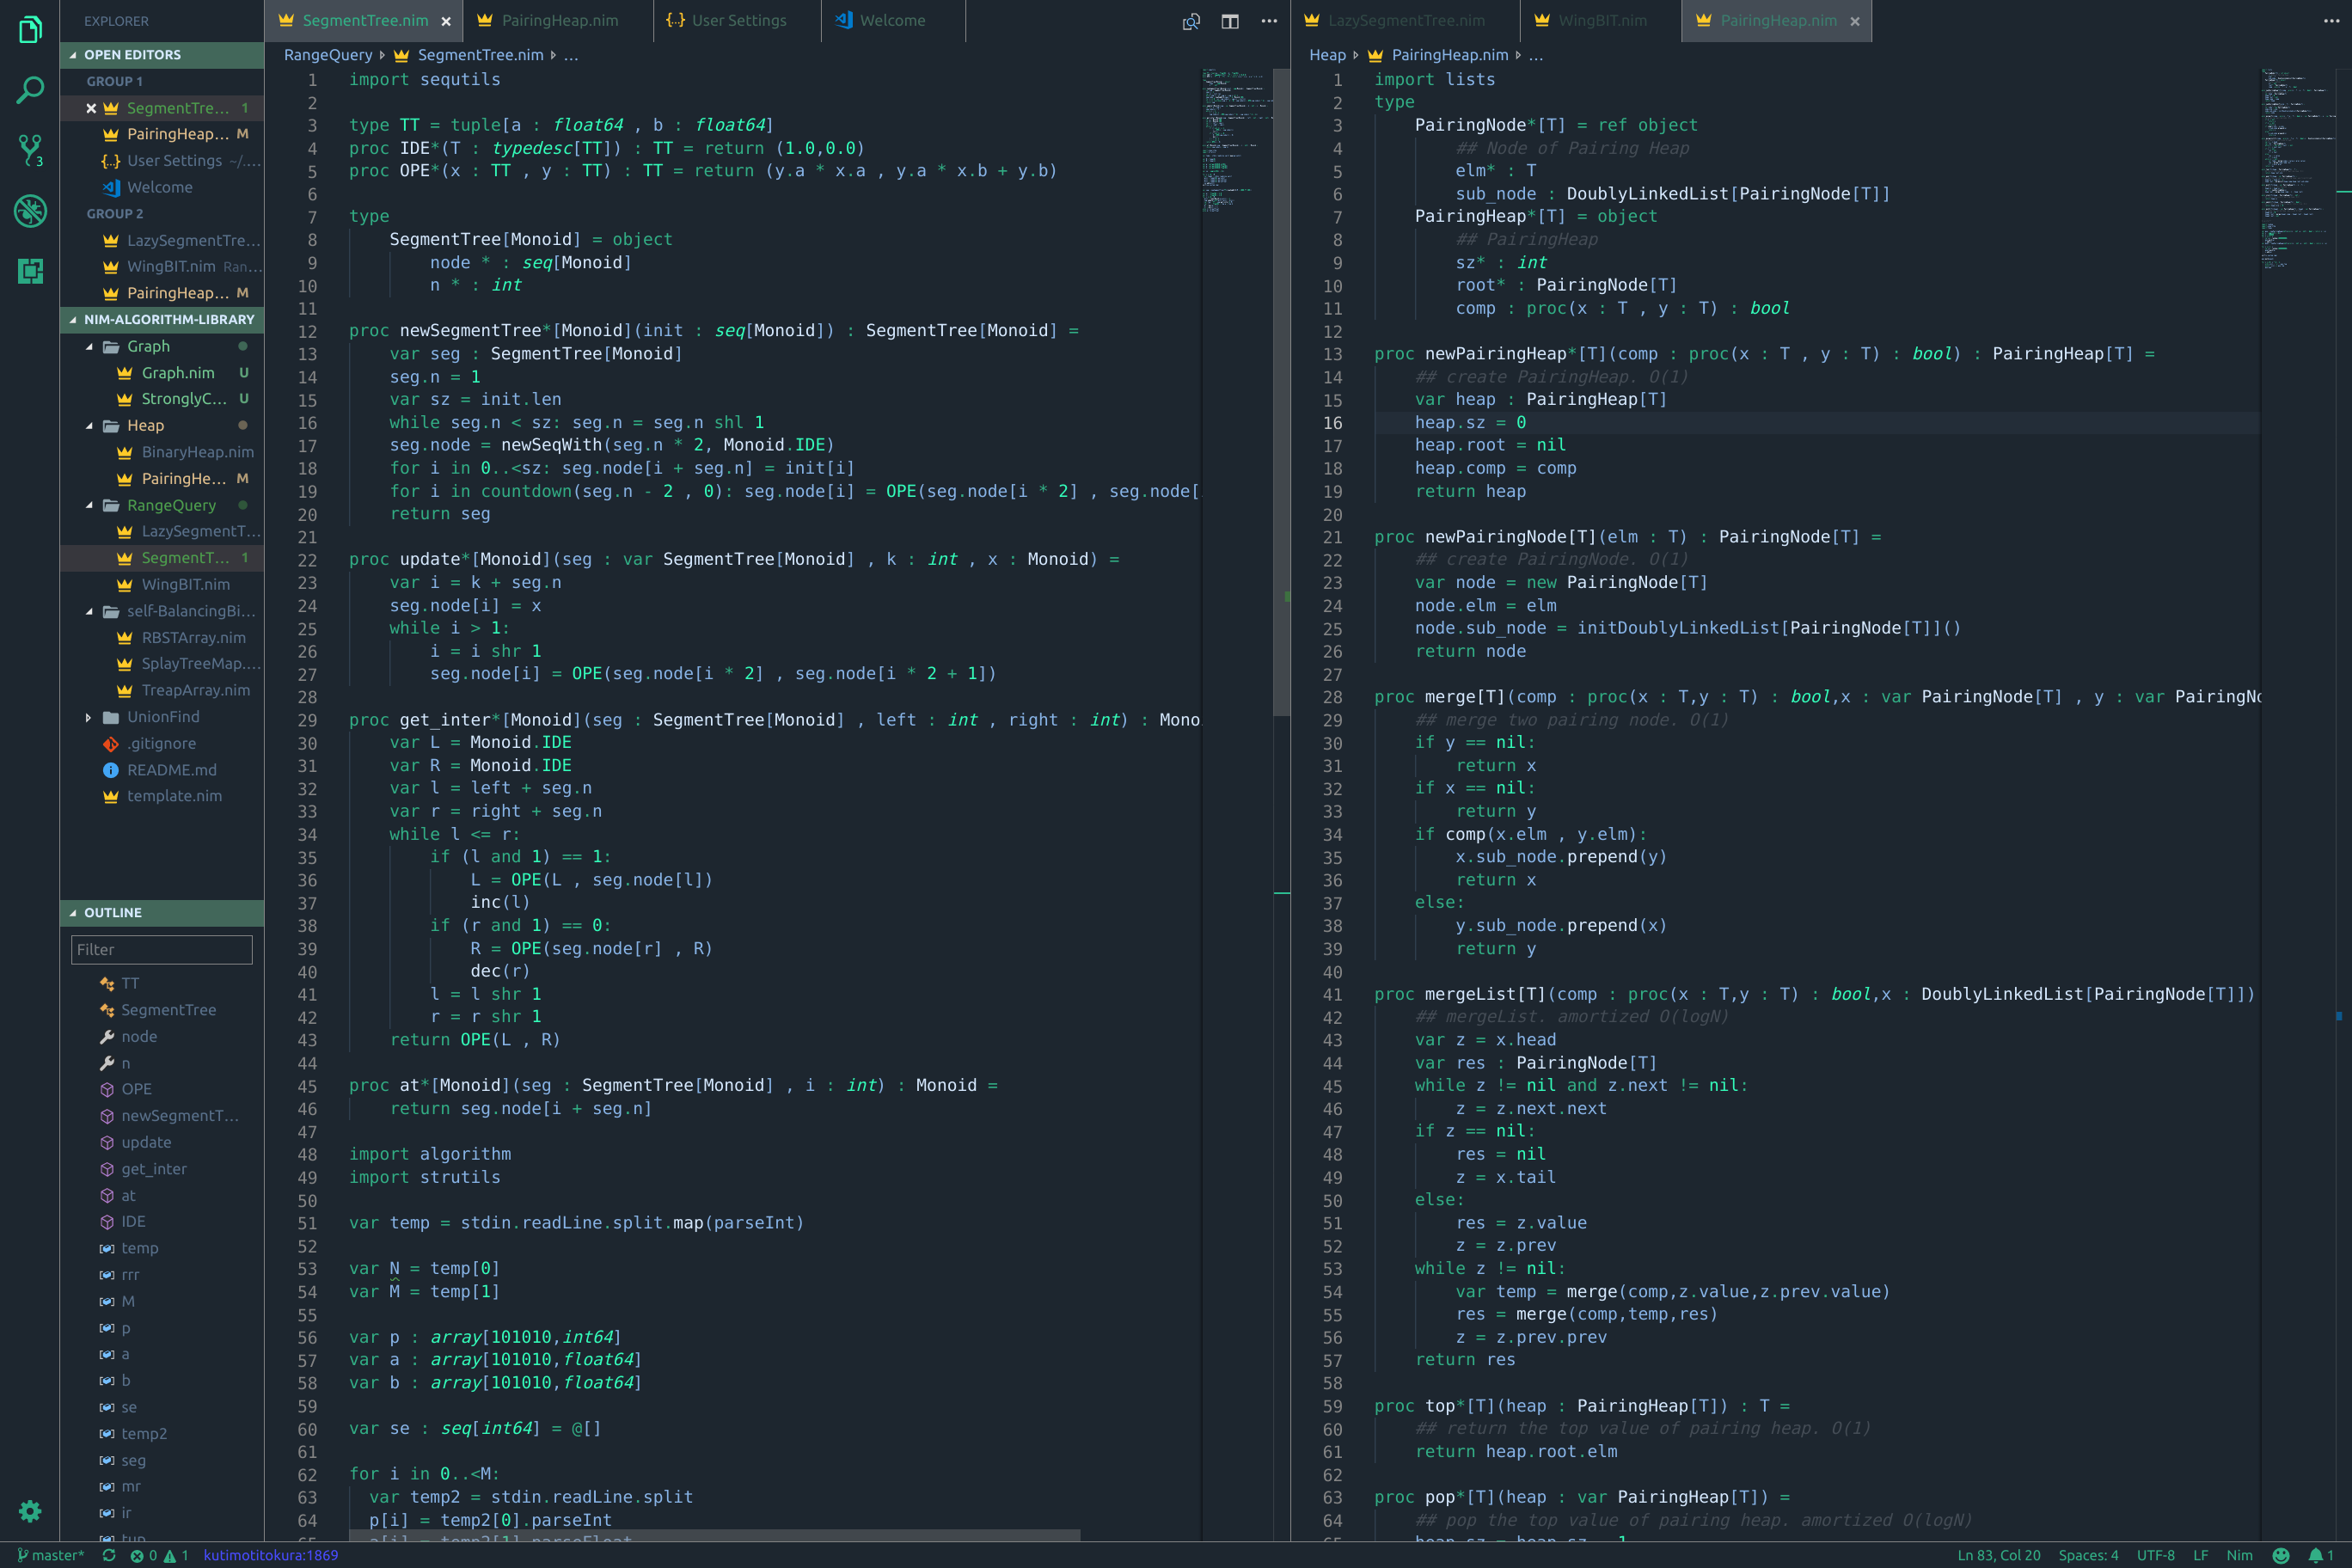 EXPLORER
OPEN EDITORS
GROUP 1
SegmentTre... 1
PairingHeap... M
User Settings ~/....
Welcome
GROUP 2
LazySegmentTre...
WingBIT.nim Ran...
PairingHeap... M
NIM-ALGORITHM-LIBRARY
Graph
Graph.nim U
StronglyC... U
Heap
BinaryHeap.nim
PairingHe... M
RangeQuery
LazySegmentT...
SegmentT... 1
WingBIT.nim
self-BalancingBi...
RBSTArray.nim
SplayTreeMap....
TreapArray.nim
UnionFind
.gitignore
README.md
template.nim
OUTLINE
Filter
TT
SegmentTree
node
n
OPE
newSegmentT...
update
get_inter
at
IDE
temp
rrr
M
p
a
b
se
temp2
seg
mr
ir
tup
3
SegmentTree.nim PairingHeap.nim User Settings Welcome
RangeQuery SegmentTree.nim ...
1 import sequtils
2
3 type TT = tuple[a : float64 , b : float64]
4 proc IDE*(T : typedesc[TT]) : TT = return (1.0,0.0)
5 proc OPE*(x : TT , y : TT) : TT = return (y.a * x.a , y.a * x.b + y.b)
6
7 type
8 SegmentTree[Monoid] = object
9 node * : seq[Monoid]
10 n * : int
11
12 proc newSegmentTree*[Monoid](init : seq[Monoid]) : SegmentTree[Monoid] =
13 var seg : SegmentTree[Monoid]
14 seg.n = 1
15 var sz = init.len
16 while seg.n < sz: seg.n = seg.n shl 1
17 seg.node = newSeqWith(seg.n * 2, Monoid.IDE)
18 for i in 0..<sz: seg.node[i + seg.n] = init[i]
19 for i in countdown(seg.n - 2 , 0): seg.node[i] = OPE(seg.node[i * 2] , seg.node[
20 return seg
21
22 proc update*[Monoid](seg : var SegmentTree[Monoid] , k : int , x : Monoid) =
23 var i = k + seg.n
24 seg.node[i] = x
25 while i > 1:
26 i = i shr 1
27 seg.node[i] = OPE(seg.node[i * 2] , seg.node[i * 2 + 1])
28
29 proc get_inter*[Monoid](seg : SegmentTree[Monoid] , left : int , right : int) : Mono
30 var L = Monoid.IDE
31 var R = Monoid.IDE
32 var l = left + seg.n
33 var r = right + seg.n
34 while l <= r:
35 if (l and 1) == 1:
36 L = OPE(L , seg.node[l])
37 inc(l)
38 if (r and 1) == 0:
39 R = OPE(seg.node[r] , R)
40 dec(r)
41 l = l shr 1
42 r = r shr 1
43 return OPE(L , R)
44
45 proc at*[Monoid](seg : SegmentTree[Monoid] , i : int) : Monoid =
46 return seg.node[i + seg.n]
47
48 import algorithm
49 import strutils
50
51 var temp = stdin.readLine.split.map(parseInt)
52
53 var N = temp[0]
54 var M = temp[1]
55
56 var p : array[101010,int64]
57 var a : array[101010,float64]
58 var b : array[101010,float64]
59
60 var se : seq[int64] = @[]
61
62 for i in 0..<M:
63 var temp2 = stdin.readLine.split
64 p[i] = temp2[0].parseInt
65 a[i] = temp2[1].parseFloat
LazySegmentTree.nim WingBIT.nim PairingHeap.nim
Heap PairingHeap.nim ...
1 import lists
2 type
3 PairingNode*[T] = ref object
4 ## Node of Pairing Heap
5 elm* : T
6 sub_node : DoublyLinkedList[PairingNode[T]]
7 PairingHeap*[T] = object
8 ## PairingHeap
9 sz* : int
10 root* : PairingNode[T]
11 comp : proc(x : T , y : T) : bool
12
13 proc newPairingHeap*[T](comp : proc(x : T , y : T) : bool) : PairingHeap[T] =
14 ## create PairingHeap. O(1)
15 var heap : PairingHeap[T]
16 heap.sz = 0
17 heap.root = nil
18 heap.comp = comp
19 return heap
20
21 proc newPairingNode[T](elm : T) : PairingNode[T] =
22 ## create PairingNode. O(1)
23 var node = new PairingNode[T]
24 node.elm = elm
25 node.sub_node = initDoublyLinkedList[PairingNode[T]]()
26 return node
27
28 proc merge[T](comp : proc(x : T,y : T) : bool,x : var PairingNode[T] , y : var PairingNo
29 ## merge two pairing node. O(1)
30 if y == nil:
31 return x
32 if x == nil:
33 return y
34 if comp(x.elm , y.elm):
35 x.sub_node.prepend(y)
36 return x
37 else:
38 y.sub_node.prepend(x)
39 return y
40
41 proc mergeList[T](comp : proc(x : T,y : T) : bool,x : DoublyLinkedList[PairingNode[T]])
42 ## mergeList. amortized O(logN)
43 var z = x.head
44 var res : PairingNode[T]
45 while z != nil and z.next != nil:
46 z = z.next.next
47 if z == nil:
48 res = nil
49 z = x.tail
50 else:
51 res = z.value
52 z = z.prev
53 while z != nil:
54 var temp = merge(comp,z.value,z.prev.value)
55 res = merge(comp,temp,res)
56 z = z.prev.prev
57 return res
58
59 proc top*[T](heap : PairingHeap[T]) : T =
60 ## return the top value of pairing heap. O(1)
61 return heap.root.elm
62
63 proc pop*[T](heap : var PairingHeap[T]) =
64 ## pop the top value of pairing heap. amortized O(logN)
65 heap.sz = heap.sz - 1
master* 0 1 kutimotitokura:1869
Ln 83, Col 20 Spaces: 4 UTF-8 LF Nim 1